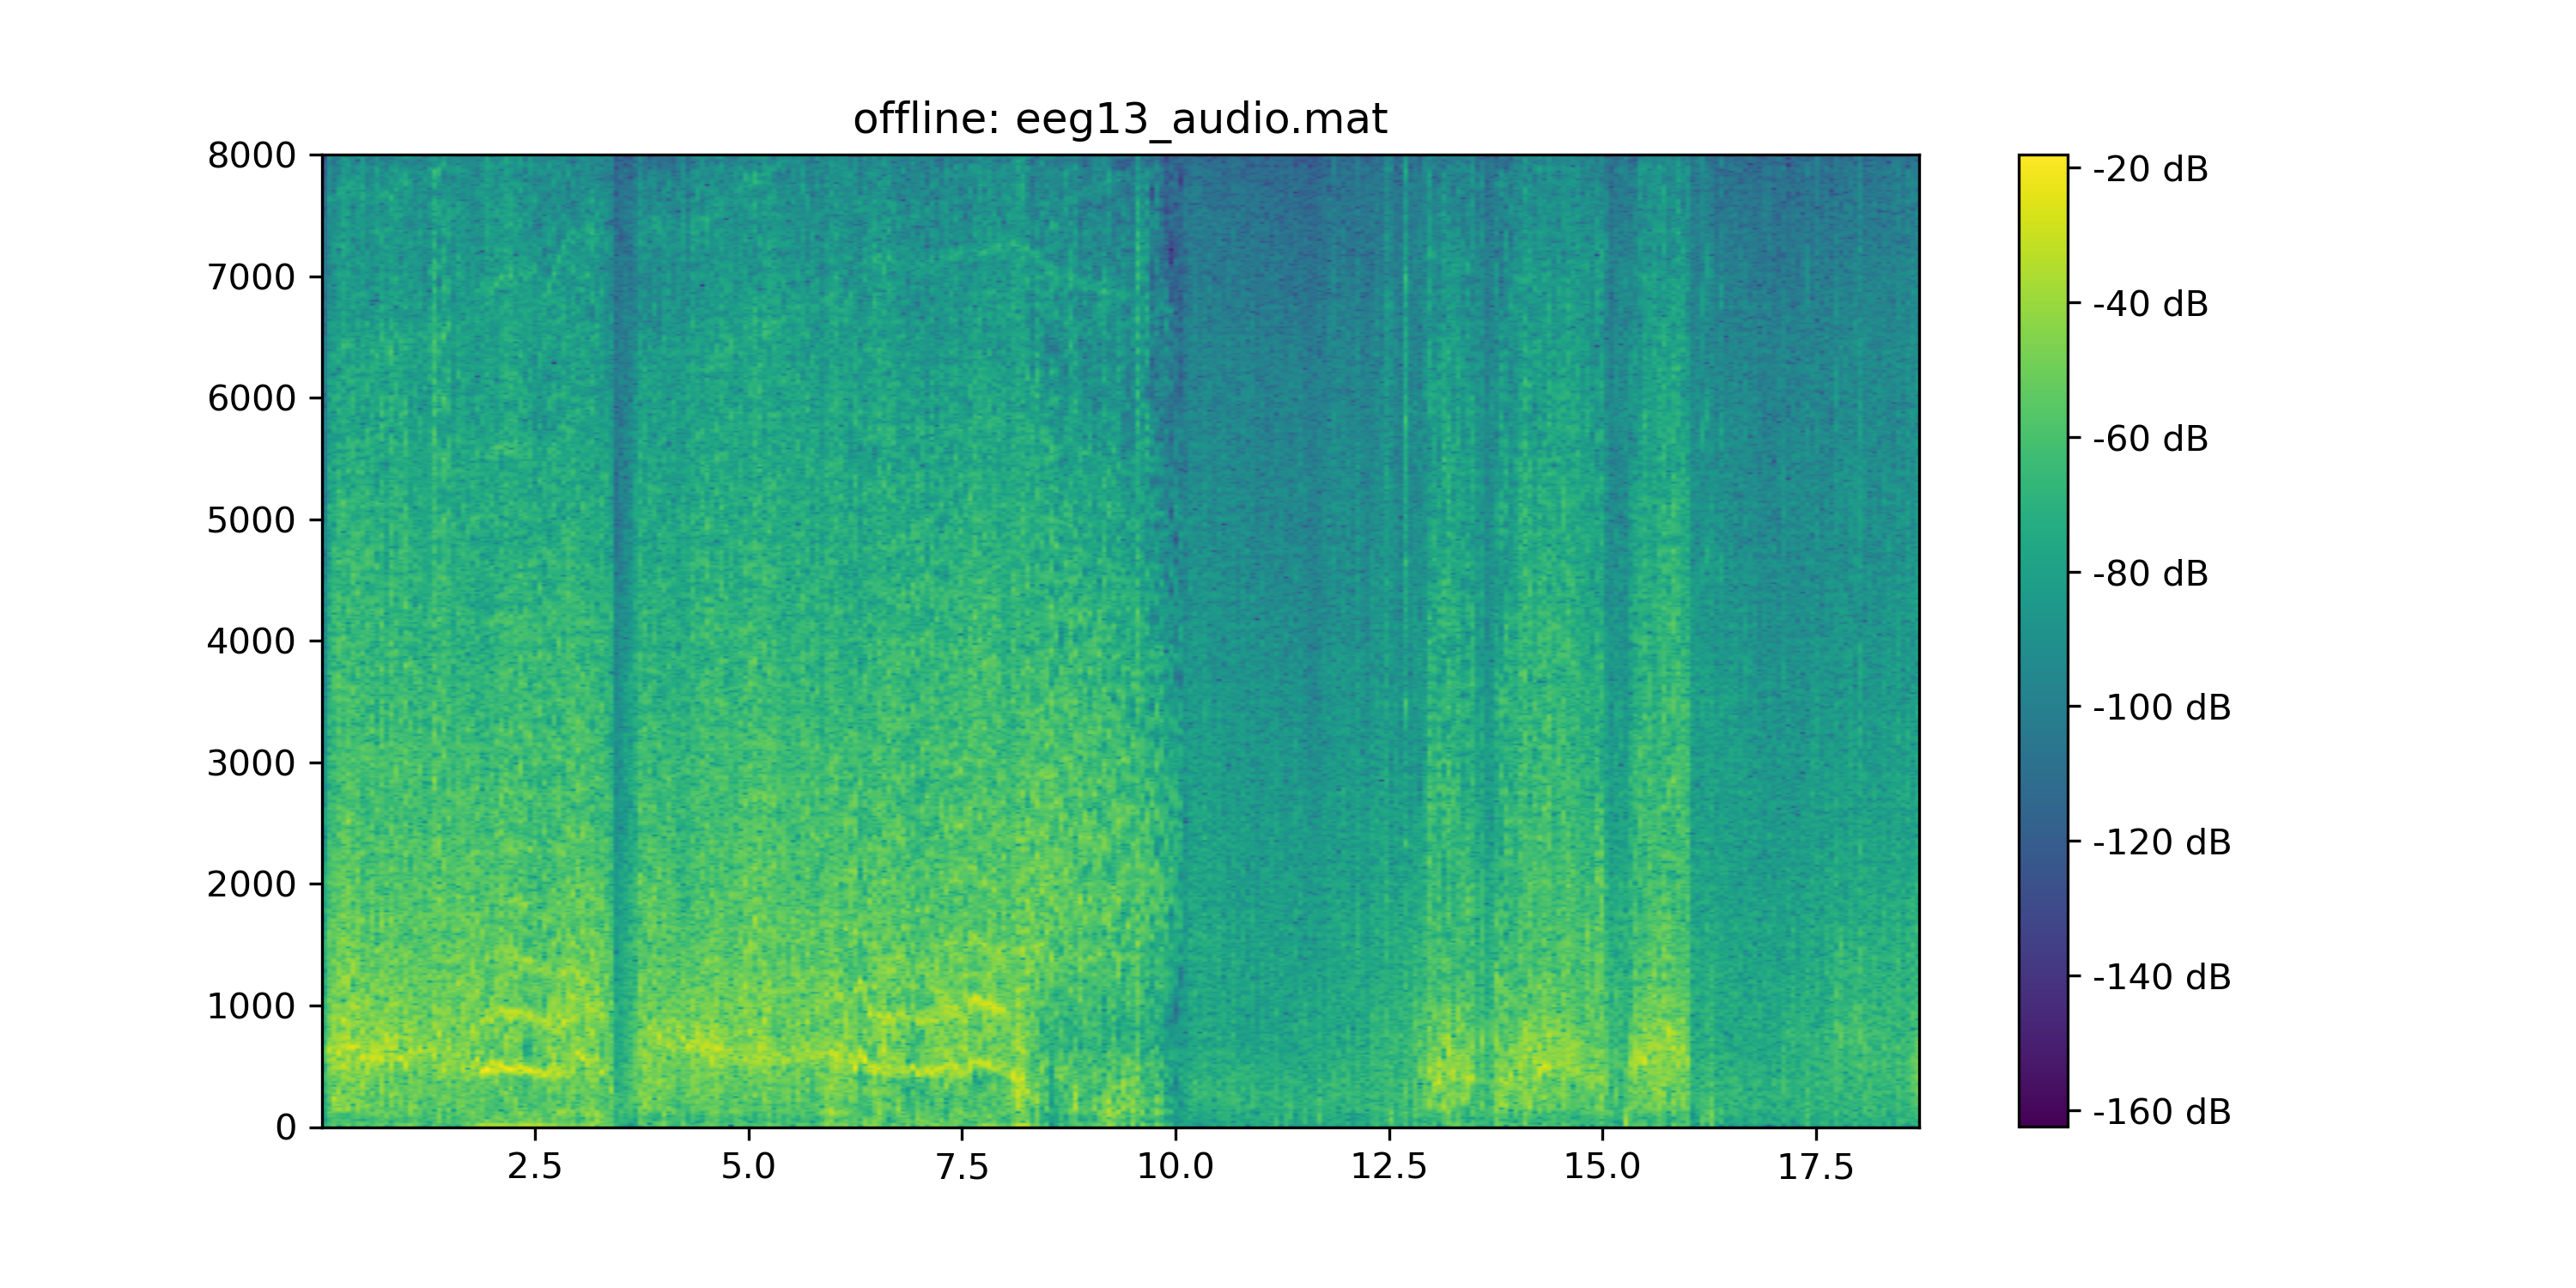 offline: eeg13_audio.mat
8000
7000
6000
5000
4000
3000
2000
1000
0
2.5 5.0 7.5 10.0 12.5 15.0 17.5
-20 dB
-40 dB
-60 dB
-80 dB
-100 dB
-120 dB
-140 dB
-160 dB